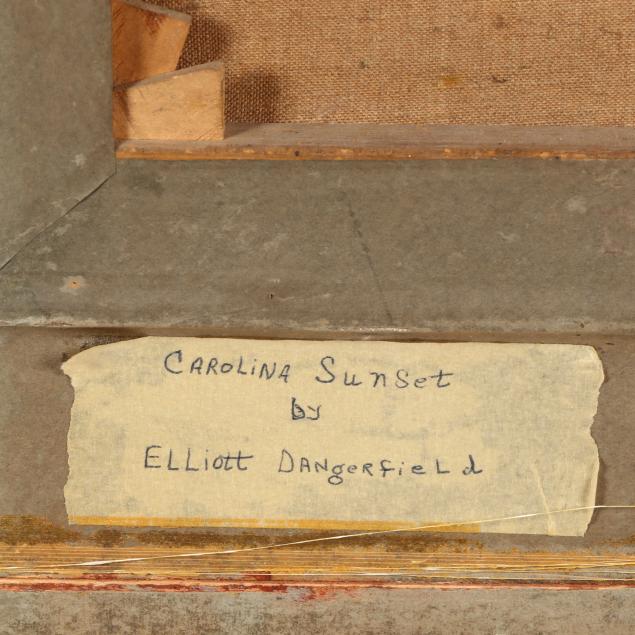 CAROLINA Sunset
by
ELLiott DANgerfieLd